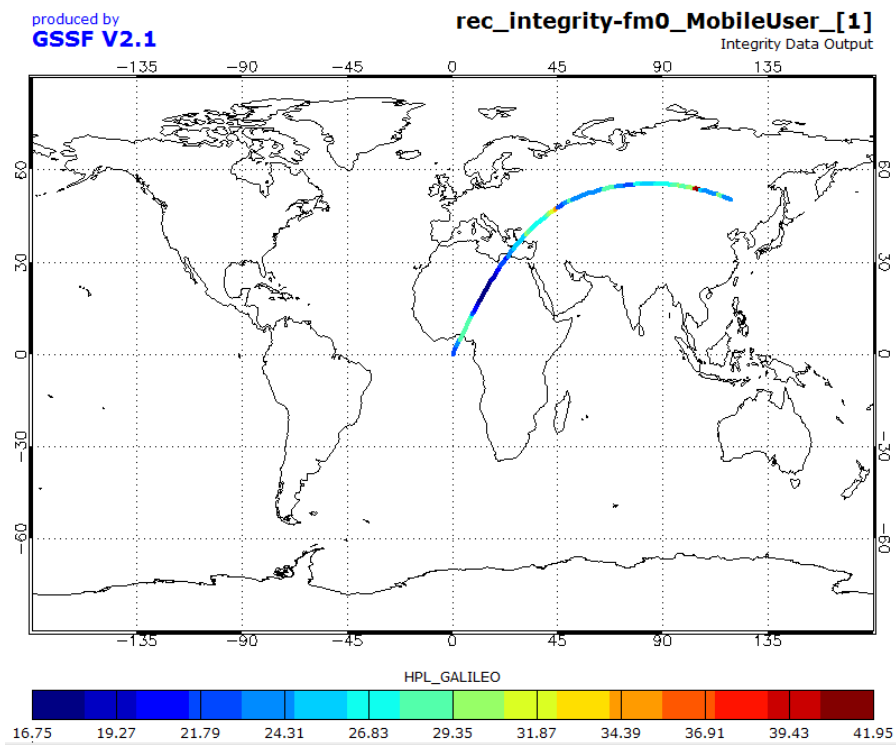 produced by
GSSF V2.1
rec_integrity-fm0_MobileUser_[1]
Integrity Data Output
-135 -90 -45 0 45 90 135
60 60
30 30
0 0
-30 -30
-60 -60
-135 -90 -45 0 45 90 135
HPL_GALILEO
16.75 19.27 21.79 24.31 26.83 29.35 31.87 34.39 36.91 39.43 41.95